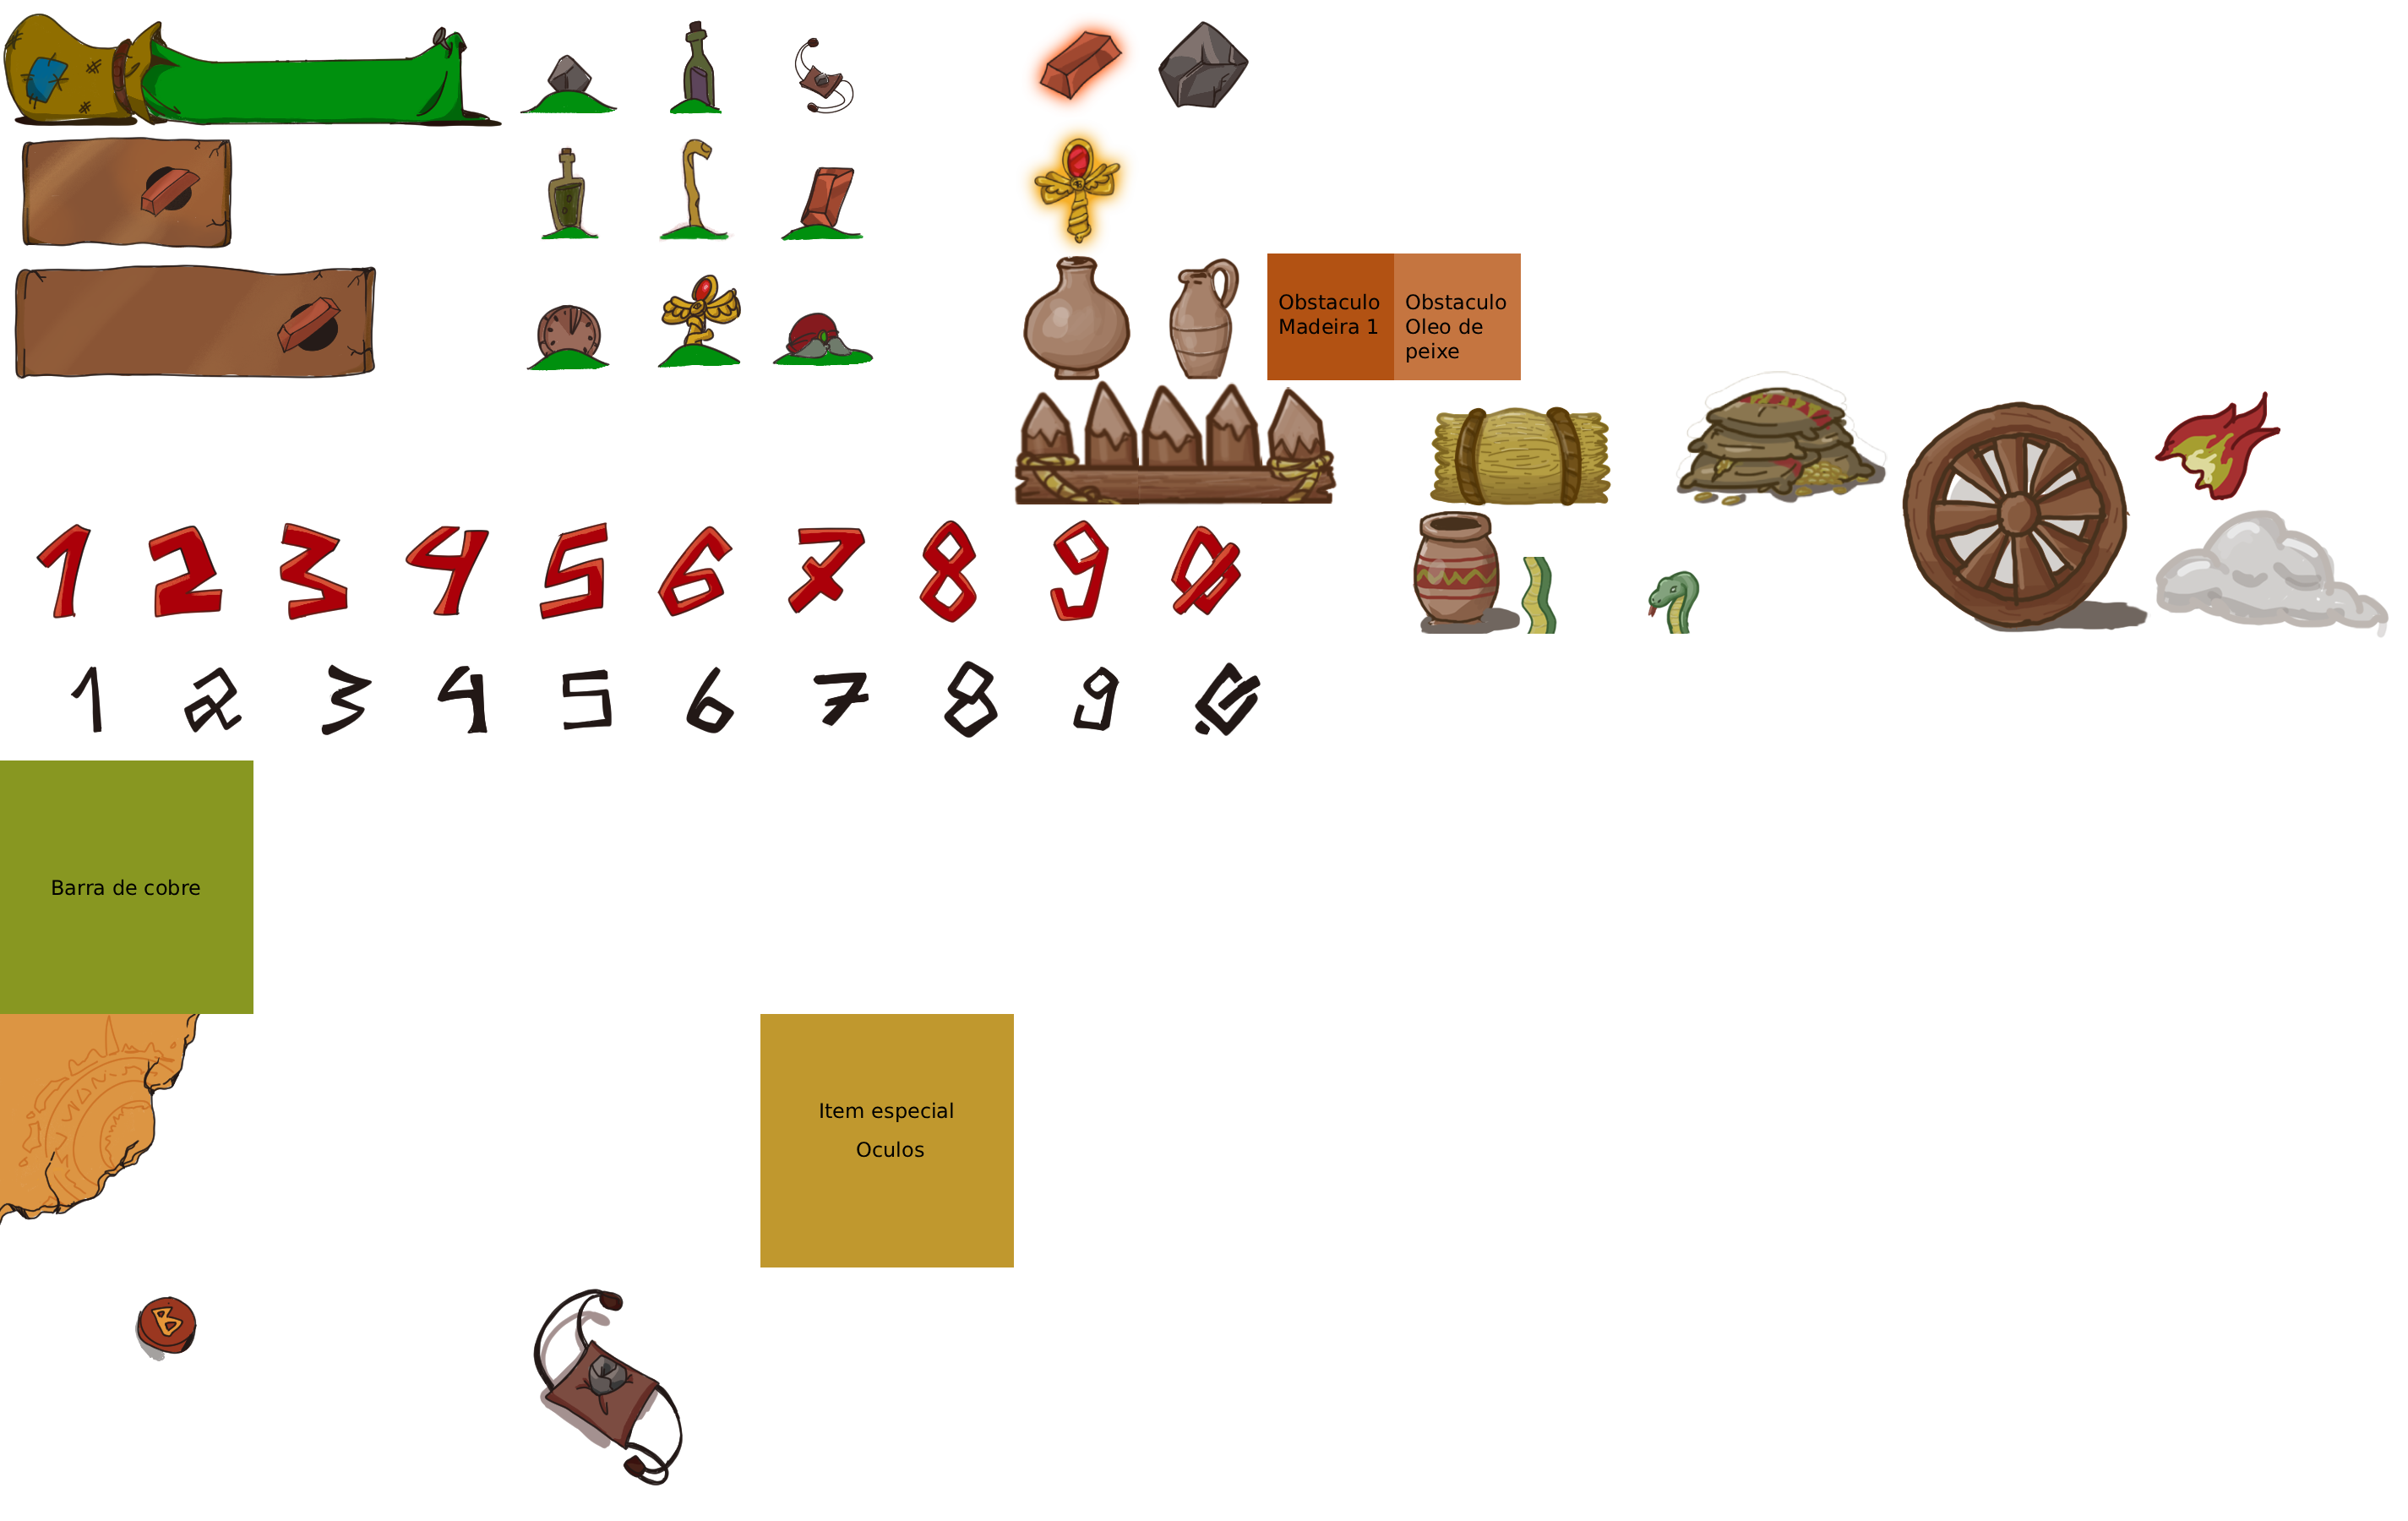 Obstaculo
Madeira 1
Obstaculo
Oleo de
peixe
1 2 3 4 5 6 7 8 9 0
1 2 3 4 5 6 7 8 9 0
Barra de cobre
Item especial
Oculos
B